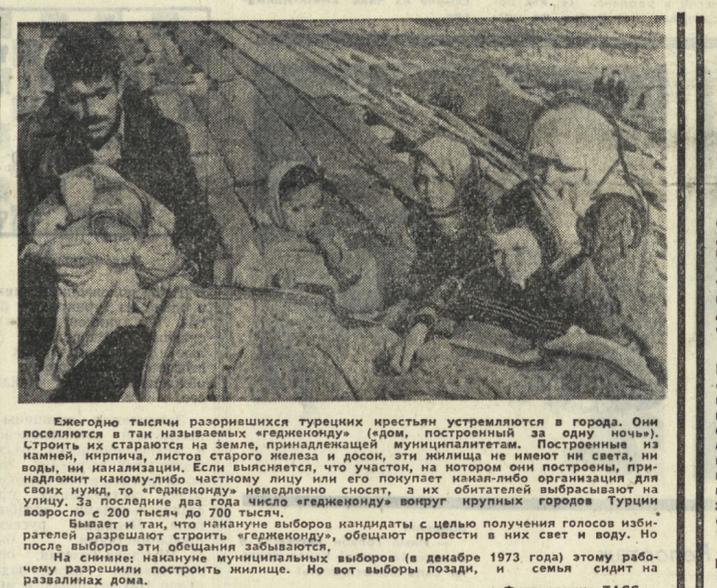 Ежегодно тысячи разорившихся турецких крестьян устремляются в города. Они
поселяются в так называемых «геджеконду» («дом, построенный за одну ночь»).
Строить их стараются на земле, принадлежащей муниципалитетам. Построенные из
камней, кирпича, листов старого железа и досок, эти жилища не имеют ни света, ни
воды, ни канализации. Если выясняется, что участок, на котором они построены, при-
надлежит какому-либо частному лицу или его покупает какая-либо организация для
своих нужд, то «геджеконду» немедленно сносят, а их обитателей выбрасывают на
улицу. За последние два года число «геджеконду» вокруг крупных городов Турции
возросло с 200 тысяч до 700 тысяч.
Бывает и так, что накануне выборов кандидаты с целью получения голосов изби-
рателей разрешают строить «геджеконду», обещают провести в них свет и воду. Но
после выборов эти обещания забываются.
На снимке: накануне муниципальных выборов (в декабре 1973 года) этому рабо-
чему разрешили построить жилище. Но вот выборы позади, и семья сидит на
развалинах дома.
ТАСС